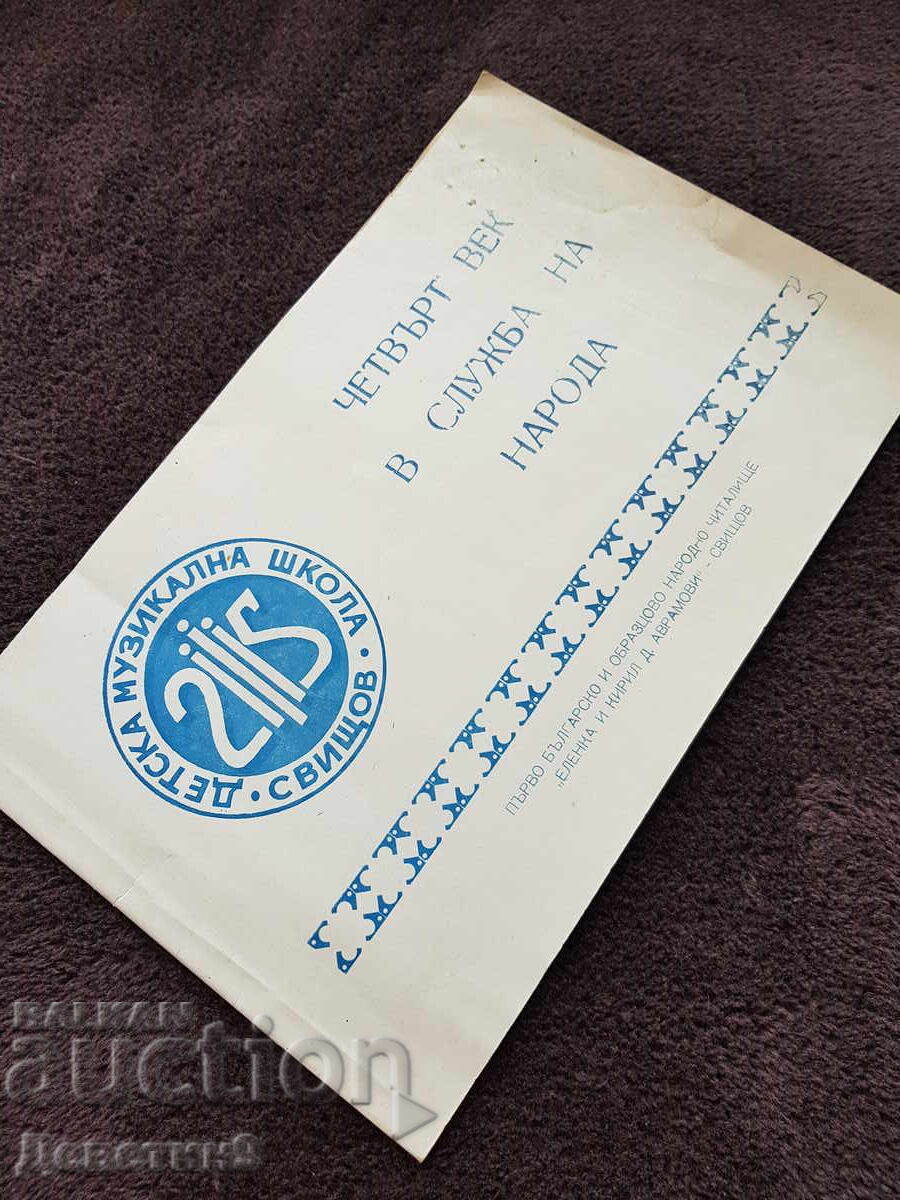 ЧЕТВЪРТ ВЕК
В СЛУЖБА НА
НАРОДА
ДЕТСКА МУЗИКАЛНА ШКОЛА · СВИЩОВ ·
25
ПЪРВО БЪЛГАРСКО И ОБРАЗЦОВО НАРОДНО ЧИТАЛИЩЕ
„ЕЛЕНКА И КИРИЛ Д. АВРАМОВИ" - СВИЩОВ
BALKAN
auction
Деветки9